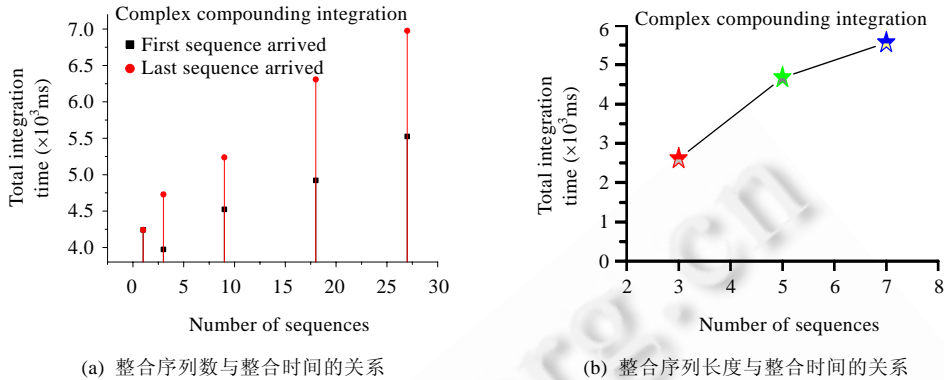 Complex compounding integration
7.0
6.5
6.0
5.5
5.0
4.5
4.0
First sequence arrived
Last sequence arrived
Total integration
time (×10³ms)
0 5 10 15 20 25 30
Number of sequences
(a) 整合序列数与整合时间的关系
Complex compounding integration
6
5
4
3
2
1
0
Total integration
time (×10³ms)
2 3 4 5 6 7 8
Number of sequences
(b) 整合序列长度与整合时间的关系
rg.cn